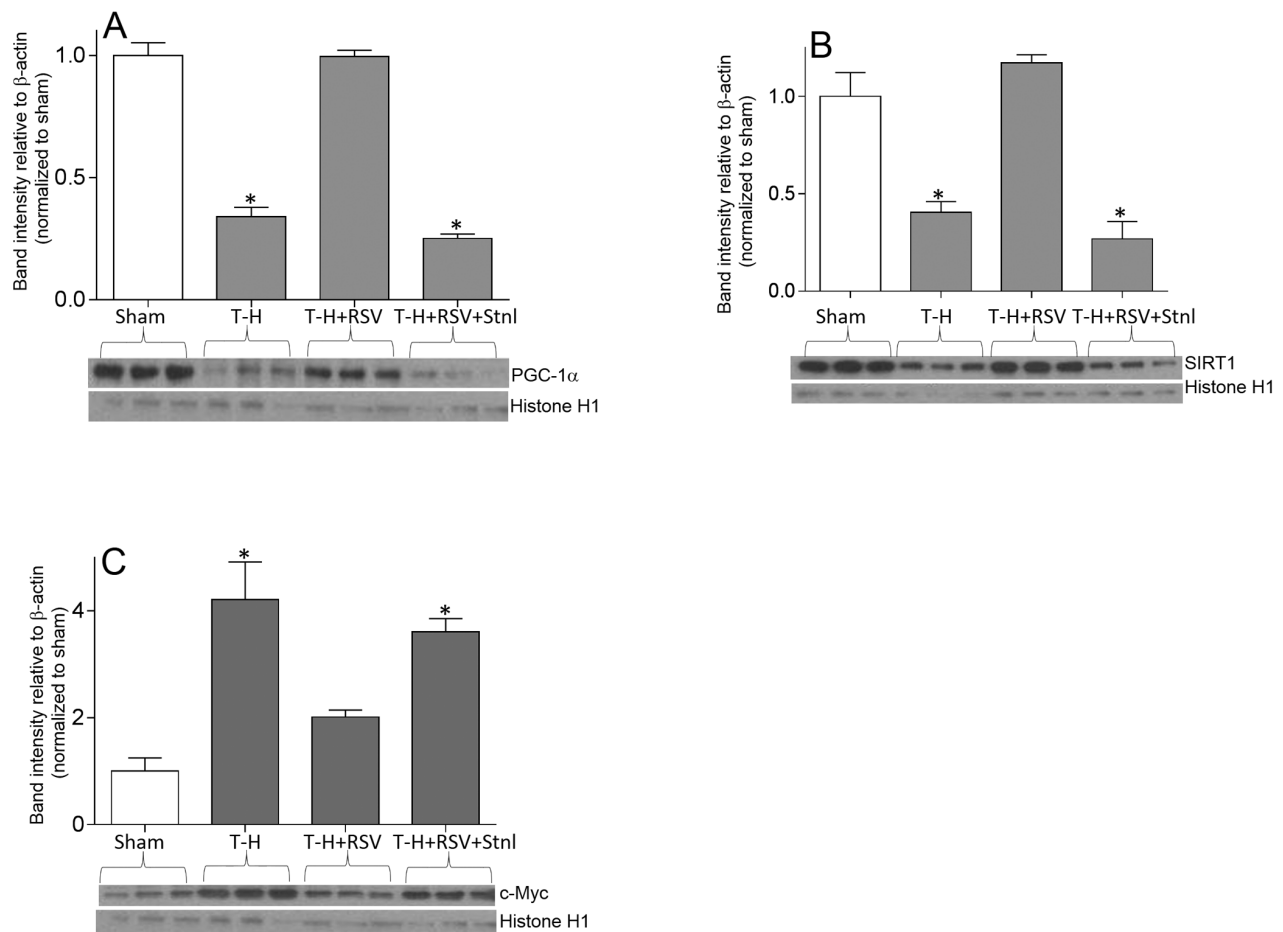 A
Band intensity relative to β-actin
(normalized to sham)
1.0
0.5
0.0
*
*
Sham T-H T-H+RSV T-H+RSV+Stnl
PGC-1α
Histone H1
B
Band intensity relative to β-actin
(normalized to sham)
1.0
0.5
0.0
*
*
Sham T-H T-H+RSV T-H+RSV+Stnl
SIRT1
Histone H1
C
Band intensity relative to β-actin
(normalized to sham)
4
2
0
*
*
Sham T-H T-H+RSV T-H+RSV+Stnl
c-Myc
Histone H1